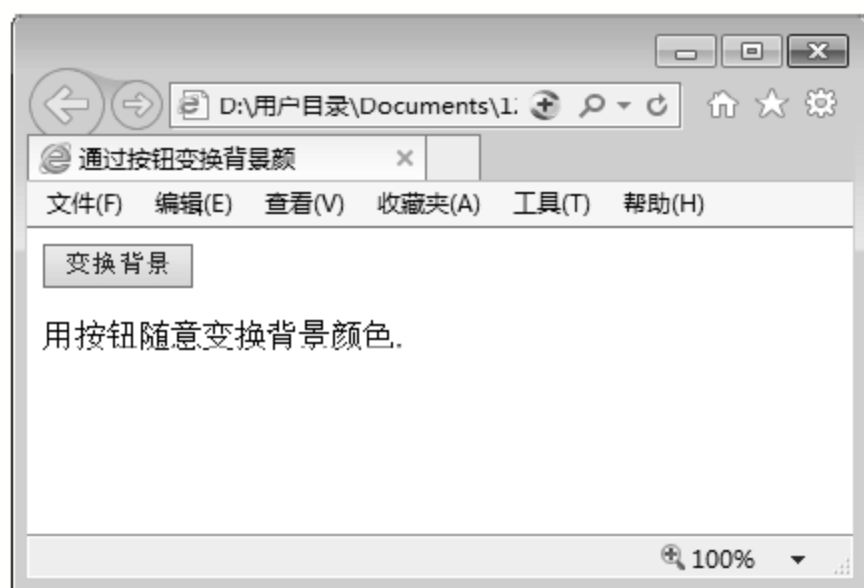 D:\用户目录\Documents\1:
通过按钮变换背景颜
文件(F) 编辑(E) 查看(V) 收藏夹(A) 工具(T) 帮助(H)
变换背景
用按钮随意变换背景颜色.
100%